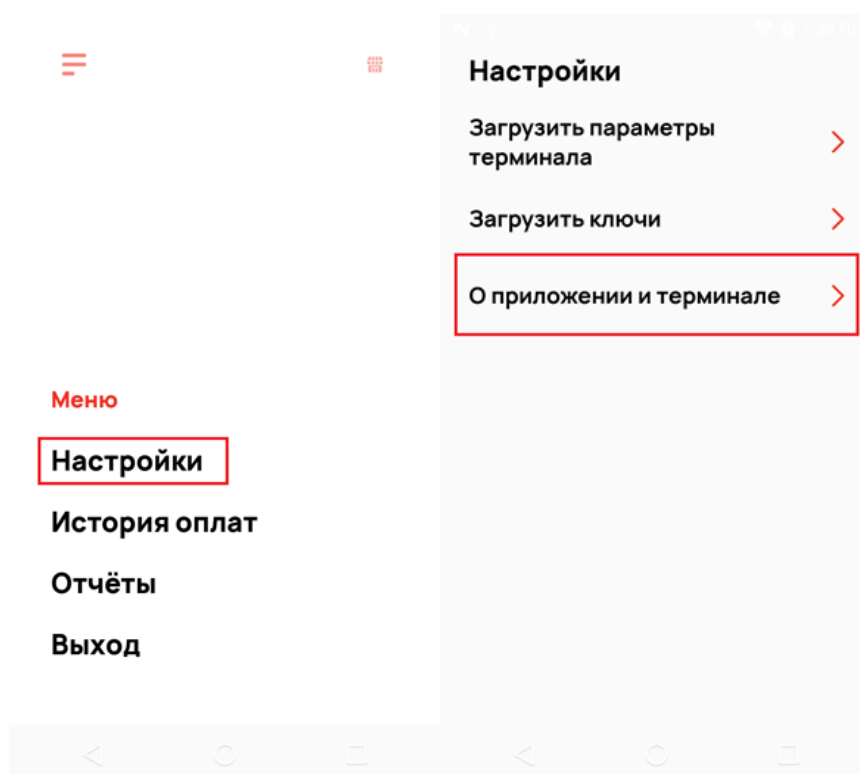 Меню
Настройки
История оплат
Отчёты
Выход
Настройки
Загрузить параметры
терминала
Загрузить ключи
О приложении и терминале